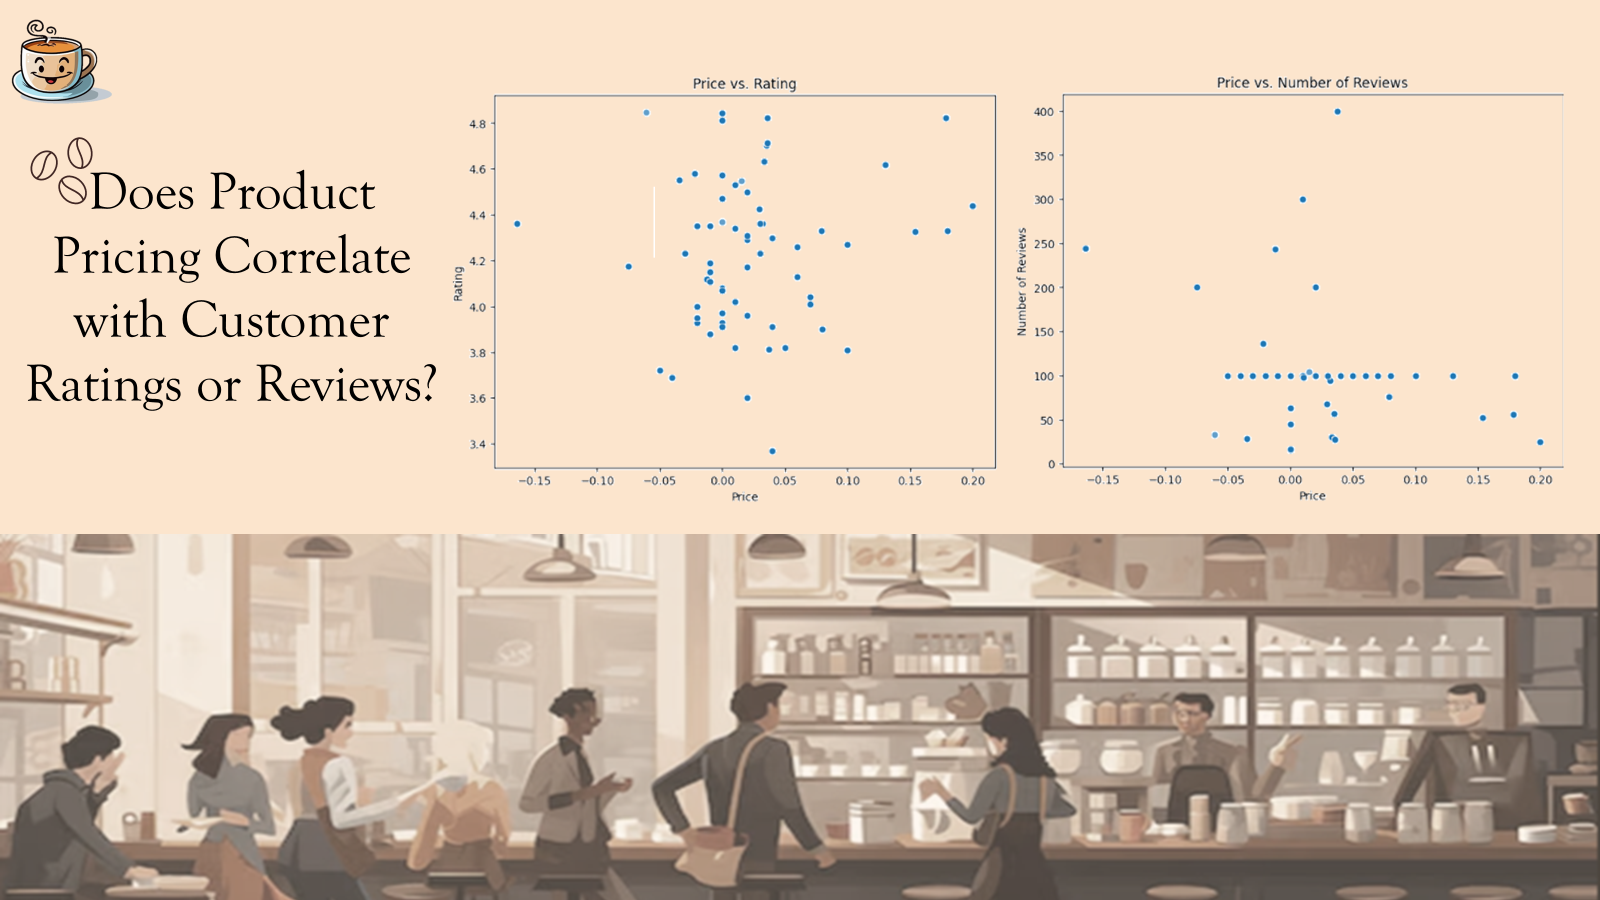 Does Product
Pricing Correlate
with Customer
Ratings or Reviews?
Price vs. Rating
Rating
4.8
4.6
4.4
4.2
4.0
3.8
3.6
3.4
−0.15 −0.10 −0.05 0.00 0.05 0.10 0.15 0.20
Price
Price vs. Number of Reviews
Number of Reviews
400
350
300
250
200
150
100
50
0
−0.15 −0.10 −0.05 0.00 0.05 0.10 0.15 0.20
Price